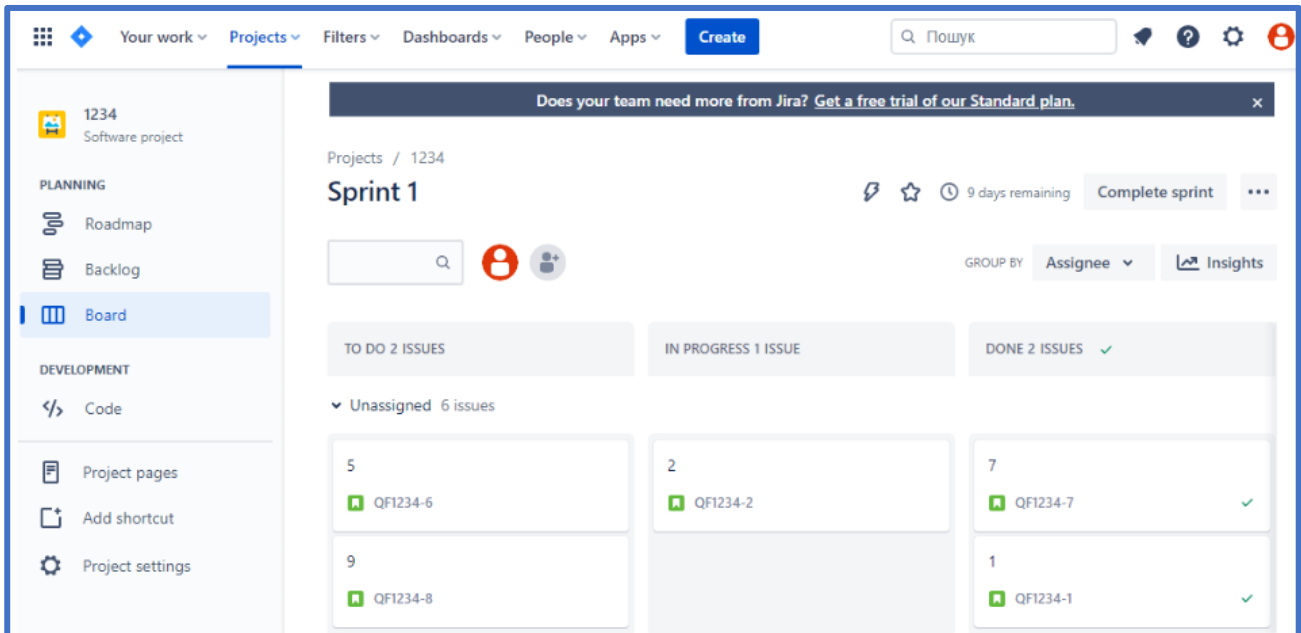 Your work Projects Filters Dashboards People Apps Create Пошук
1234
Software project
PLANNING
Roadmap
Backlog
Board
DEVELOPMENT
Code
Project pages
Add shortcut
Project settings
Does your team need more from Jira? Get a free trial of our Standard plan.
Projects / 1234
Sprint 1
9 days remaining Complete sprint
GROUP BY Assignee Insights
TO DO 2 ISSUES IN PROGRESS 1 ISSUE DONE 2 ISSUES
Unassigned 6 issues
5
QF1234-6
9
QF1234-8
2
QF1234-2
7
QF1234-7
1
QF1234-1